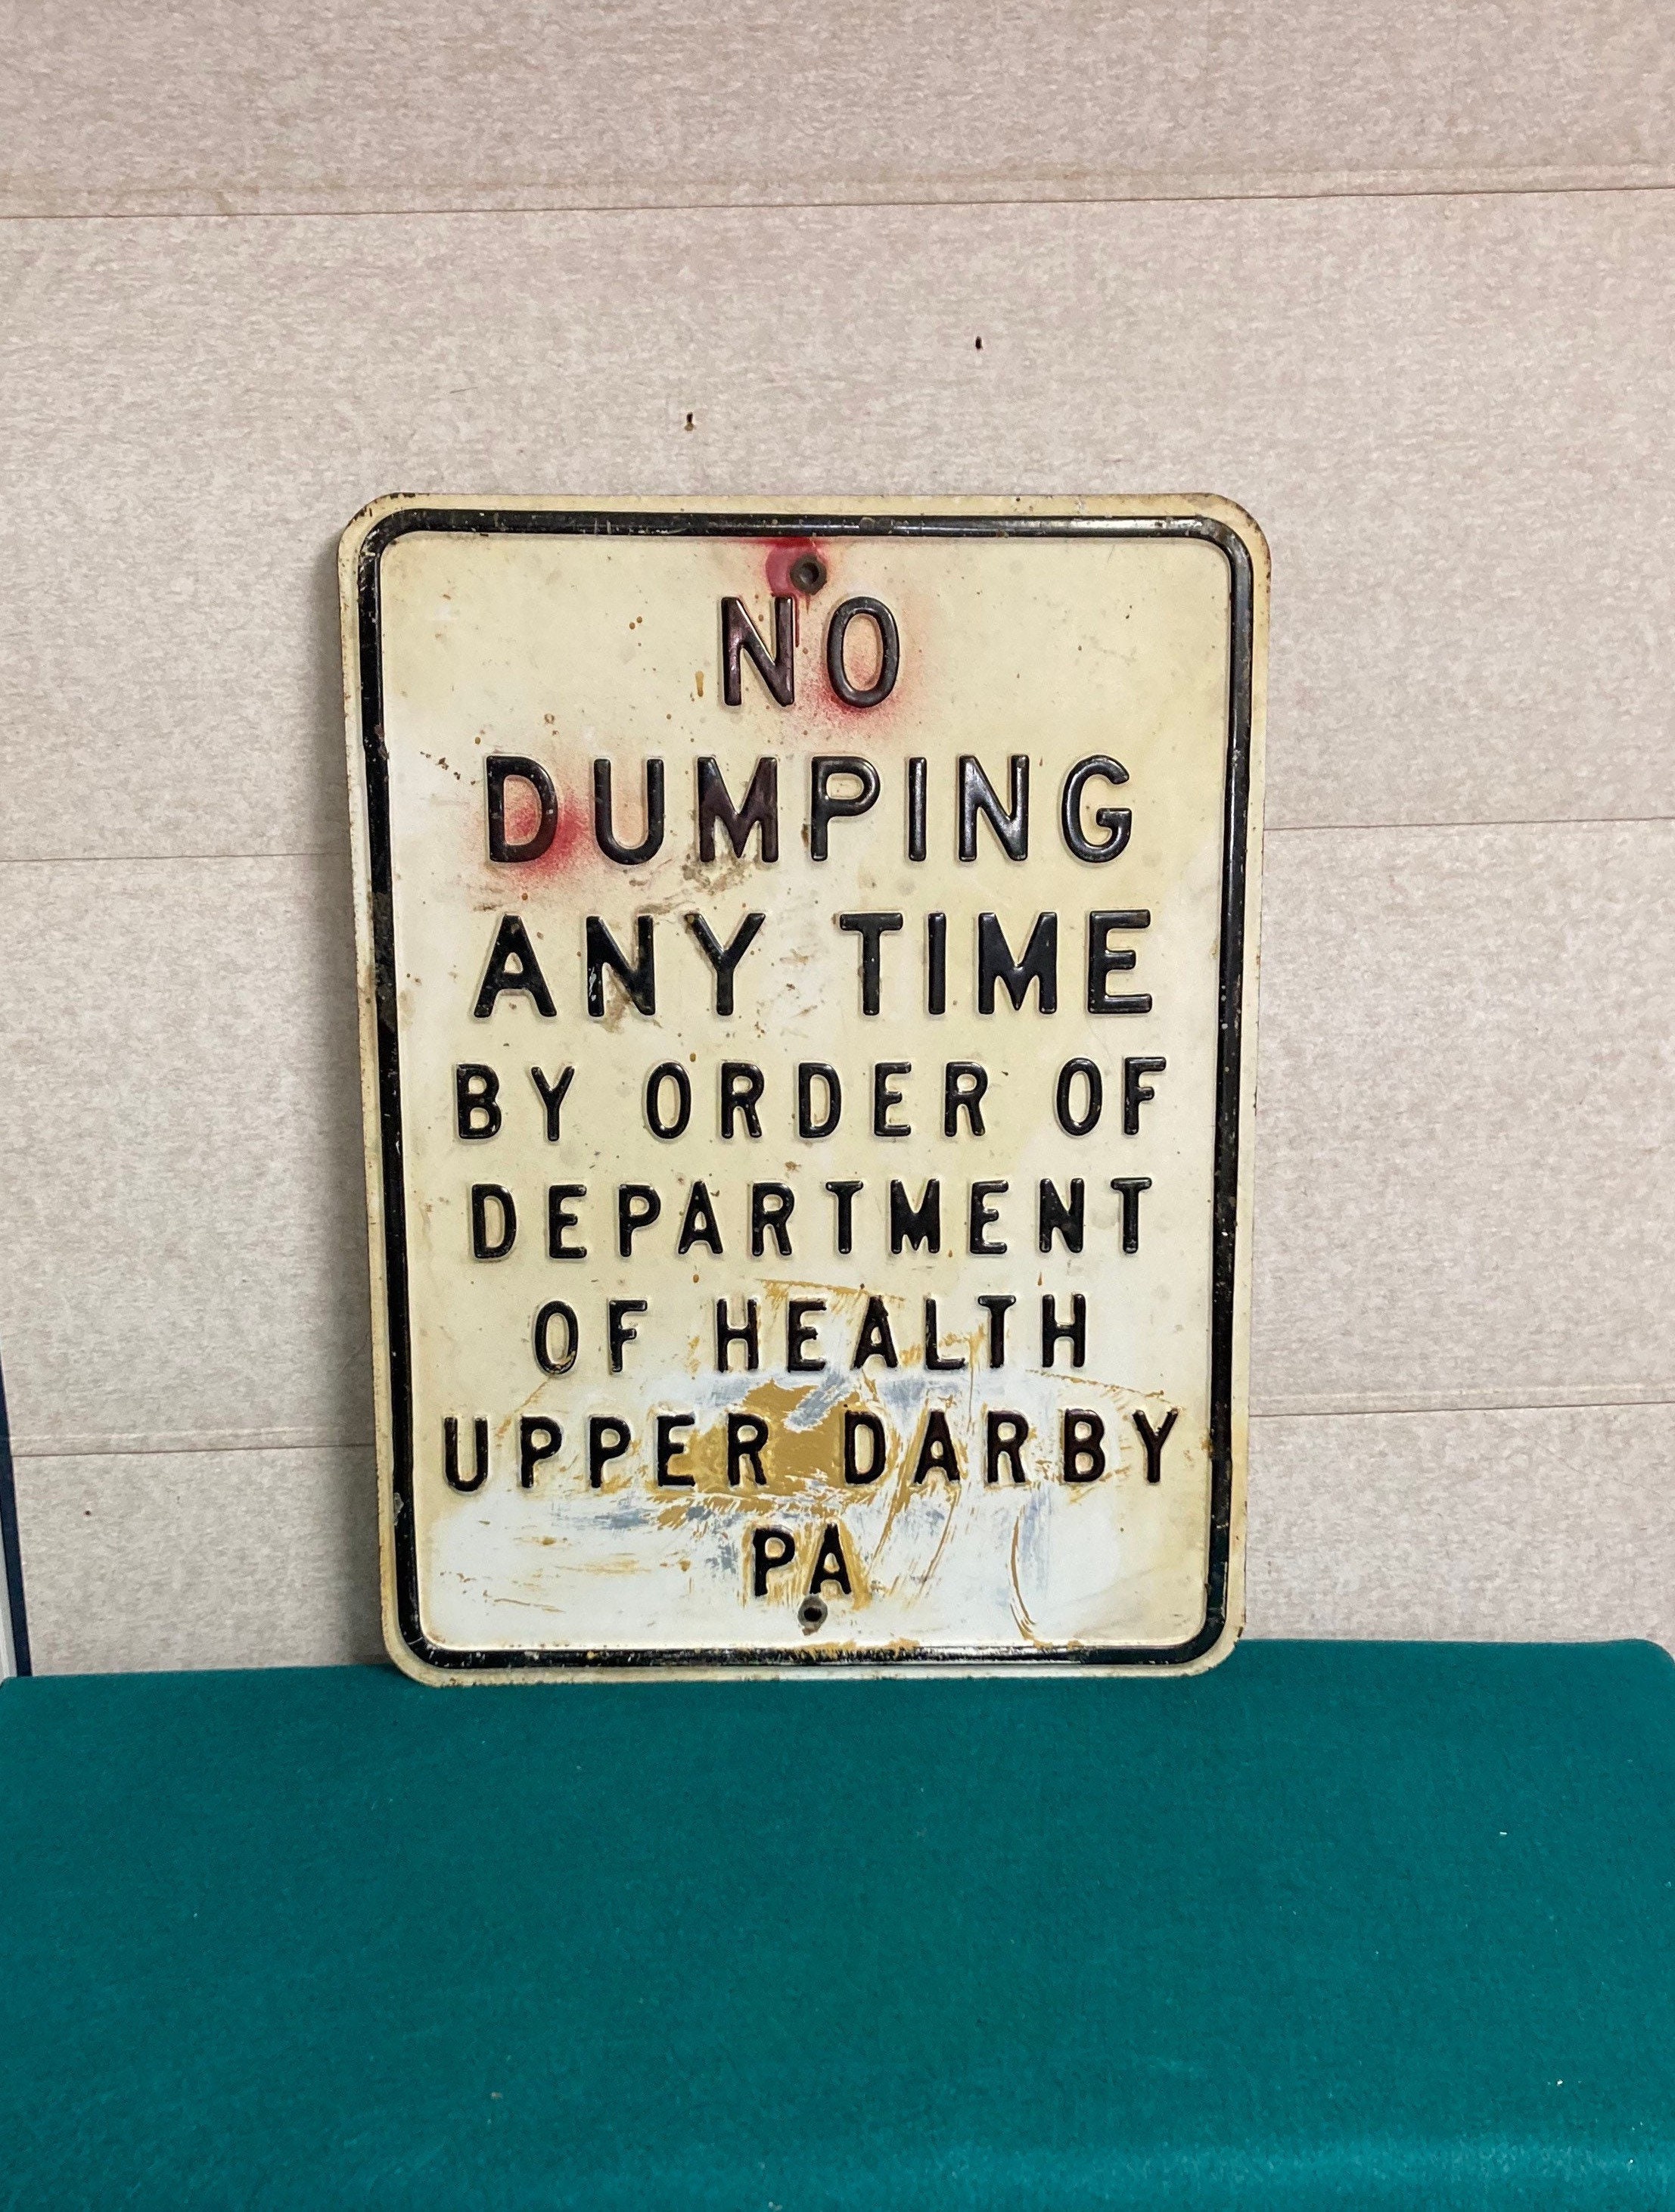 NO
DUMPING
ANY TIME
BY ORDER OF
DEPARTMENT
OF HEALTH
UPPER DARBY
PA